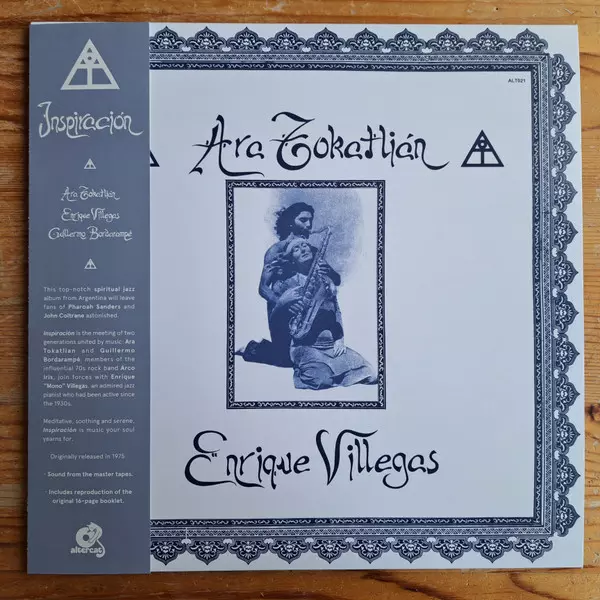 Inspiración
Ara Tokatlián
Enrique Villegas
Guillermo Bordarampé
This top-notch spiritual jazz
album from Argentina will leave
fans of Pharoah Sanders and
John Coltrane astonished.
Inspiración is the meeting of two
generations united by music: Ara
Tokatlian and Guillermo
Bordarampé, members of the
influential 70s rock band Arco
Iris, join forces with Enrique
"Mono" Villegas, an admired jazz
pianist who had been active since
the 1930s.
Meditative, soothing and serene,
Inspiración is music your soul
yearns for.
Originally released in 1975.
· Sound from the master tapes.
· Includes reproduction of the
original 16-page booklet.
altercat
ALT021
Ara Tokatlián
Enrique Villegas